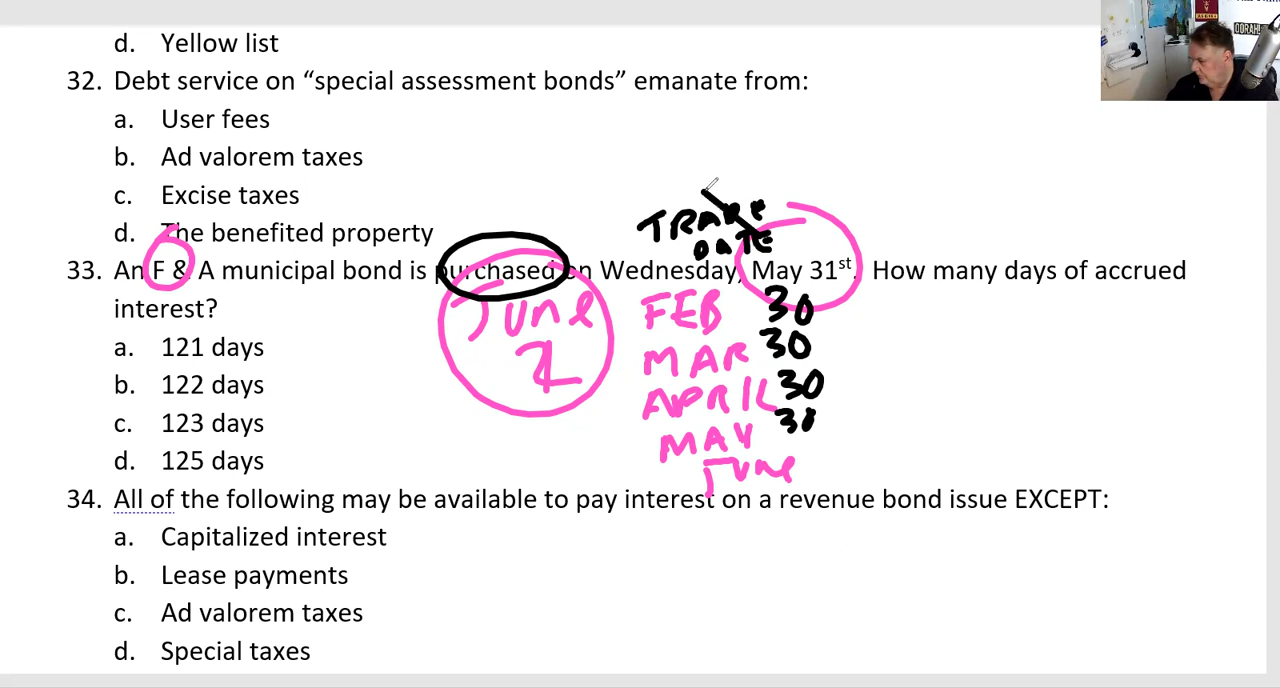 d. Yellow list
32. Debt service on “special assessment bonds” emanate from:
a. User fees
b. Ad valorem taxes
c. Excise taxes
d. The benefited property
TRADE
DATE
33. An F & A municipal bond is purchased on Wednesday, May 31st. How many days of accrued
interest?
June
2
FEB 30
MAR 30
APRIL 30
MAY 30
June
a. 121 days
b. 122 days
c. 123 days
d. 125 days
34. All of the following may be available to pay interest on a revenue bond issue EXCEPT:
a. Capitalized interest
b. Lease payments
c. Ad valorem taxes
d. Special taxes
OORAH!